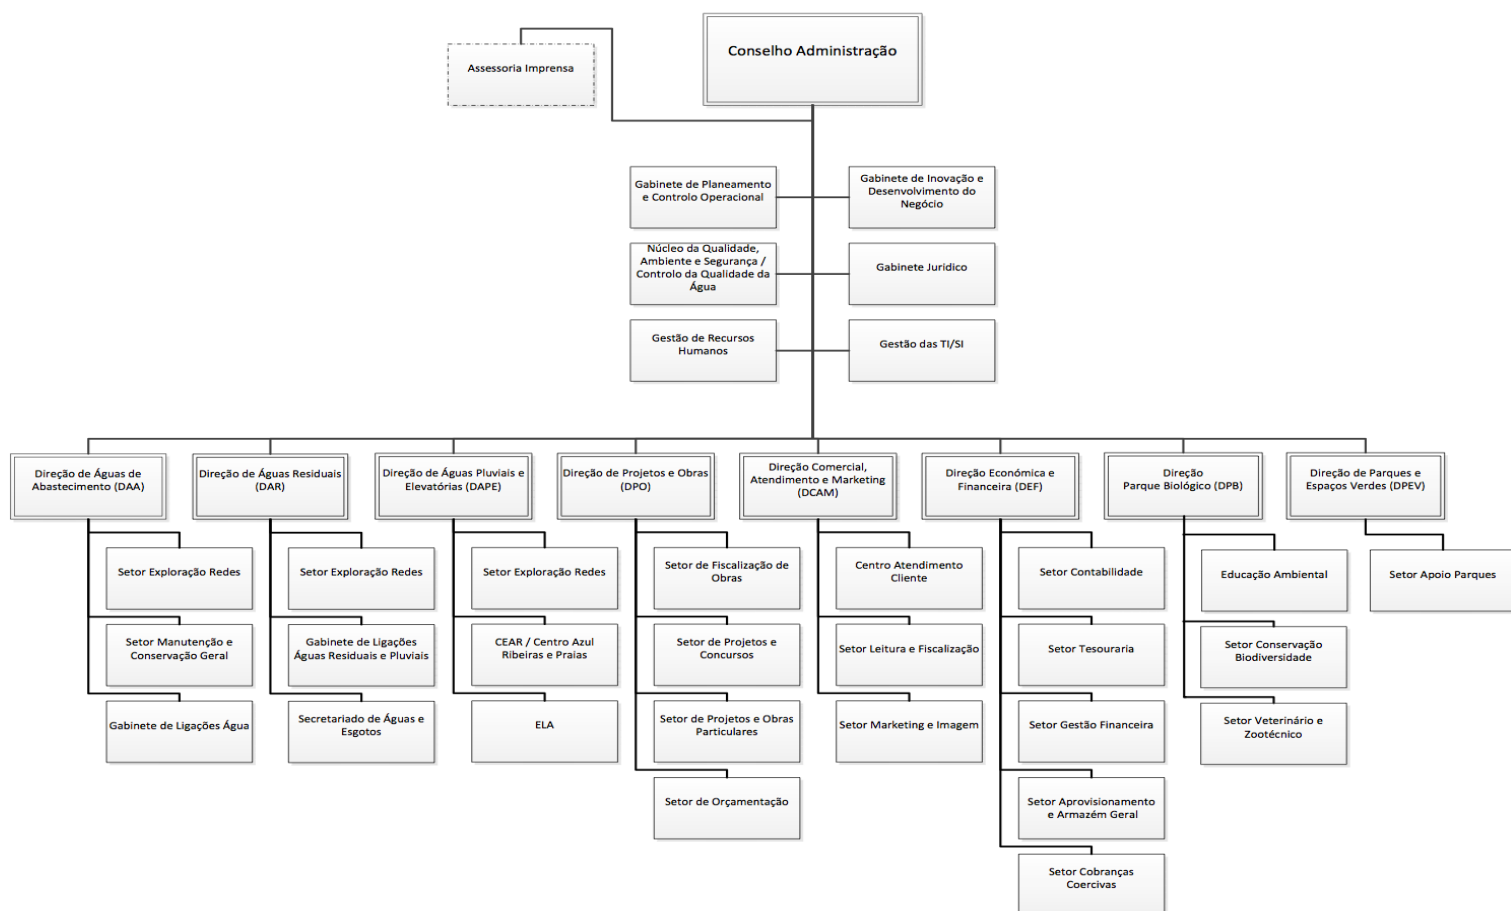 Conselho Administração
Assessoria Imprensa
Gabinete de Planeamento
e Controlo Operacional
Gabinete de Inovação e
Desenvolvimento do
Negócio
Núcleo da Qualidade,
Ambiente e Segurança /
Controlo da Qualidade da
Água
Gabinete Juridico
Gestão de Recursos
Humanos
Gestão das TI/SI
Direção de Águas de
Abastecimento (DAA)
Direção de Águas Residuais
(DAR)
Direção de Águas Pluviais e
Elevatórias (DAPE)
Direção de Projetos e Obras
(DPO)
Direção Comercial,
Atendimento e Marketing
(DCAM)
Direção Económica e
Financeira (DEF)
Direção
Parque Biológico (DPB)
Direção de Parques e
Espaços Verdes (DPEV)
Setor Exploração Redes
Setor Manutenção e
Conservação Geral
Gabinete de Ligações Água
Setor Exploração Redes
Gabinete de Ligações
Águas Residuais e Pluviais
Secretariado de Águas e
Esgotos
Setor Exploração Redes
CEAR / Centro Azul
Ribeiras e Praias
ELA
Setor de Fiscalização de
Obras
Setor de Projetos e
Concursos
Setor de Projetos e Obras
Particulares
Setor de Orçamentação
Centro Atendimento
Cliente
Setor Leitura e Fiscalização
Setor Marketing e Imagem
Setor Contabilidade
Setor Tesouraria
Setor Gestão Financeira
Setor Aprovisionamento
e Armazém Geral
Setor Cobranças
Coercivas
Educação Ambiental
Setor Conservação
Biodiversidade
Setor Veterinário e
Zootécnico
Setor Apoio Parques